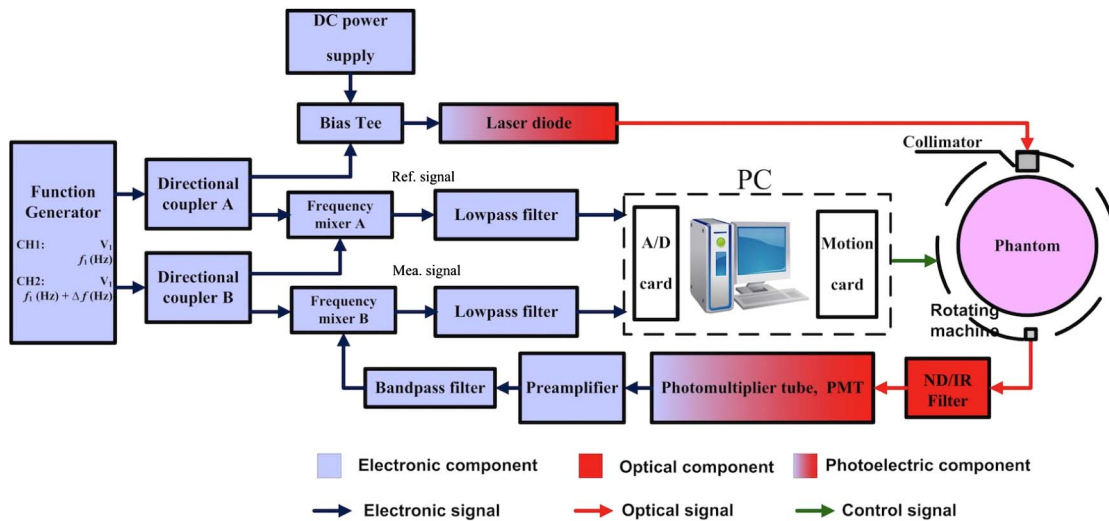 DC power
supply
Bias Tee
Laser diode
Collimator
Function
Generator
CH1: V₁
f₁ (Hz)
CH2: V₁
f₁ (Hz) + Δf (Hz)
Directional
coupler A
Directional
coupler B
Ref. signal
Frequency
mixer A
Lowpass filter
Mea. signal
Frequency
mixer B
Lowpass filter
PC
A/D
card
Motion
card
Phantom
Rotating
machine
Bandpass filter
Preamplifier
Photomultiplier tube, PMT
ND/IR
Filter
Electronic component
Optical component
Photoelectric component
Electronic signal
Optical signal
Control signal